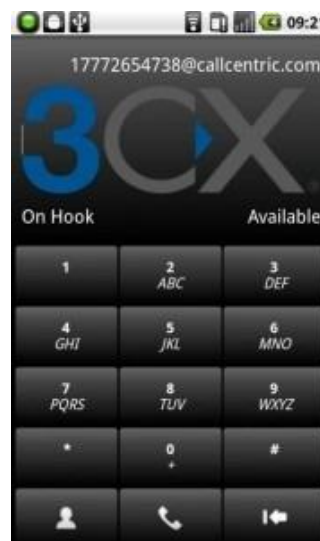 09:2
17772654738@callcentric.com
3CX
On Hook Available
1 2 3
ABC DEF
4 5 6
GHI JKL MNO
7 8 9
PQRS TUV WXYZ
* 0 #
+